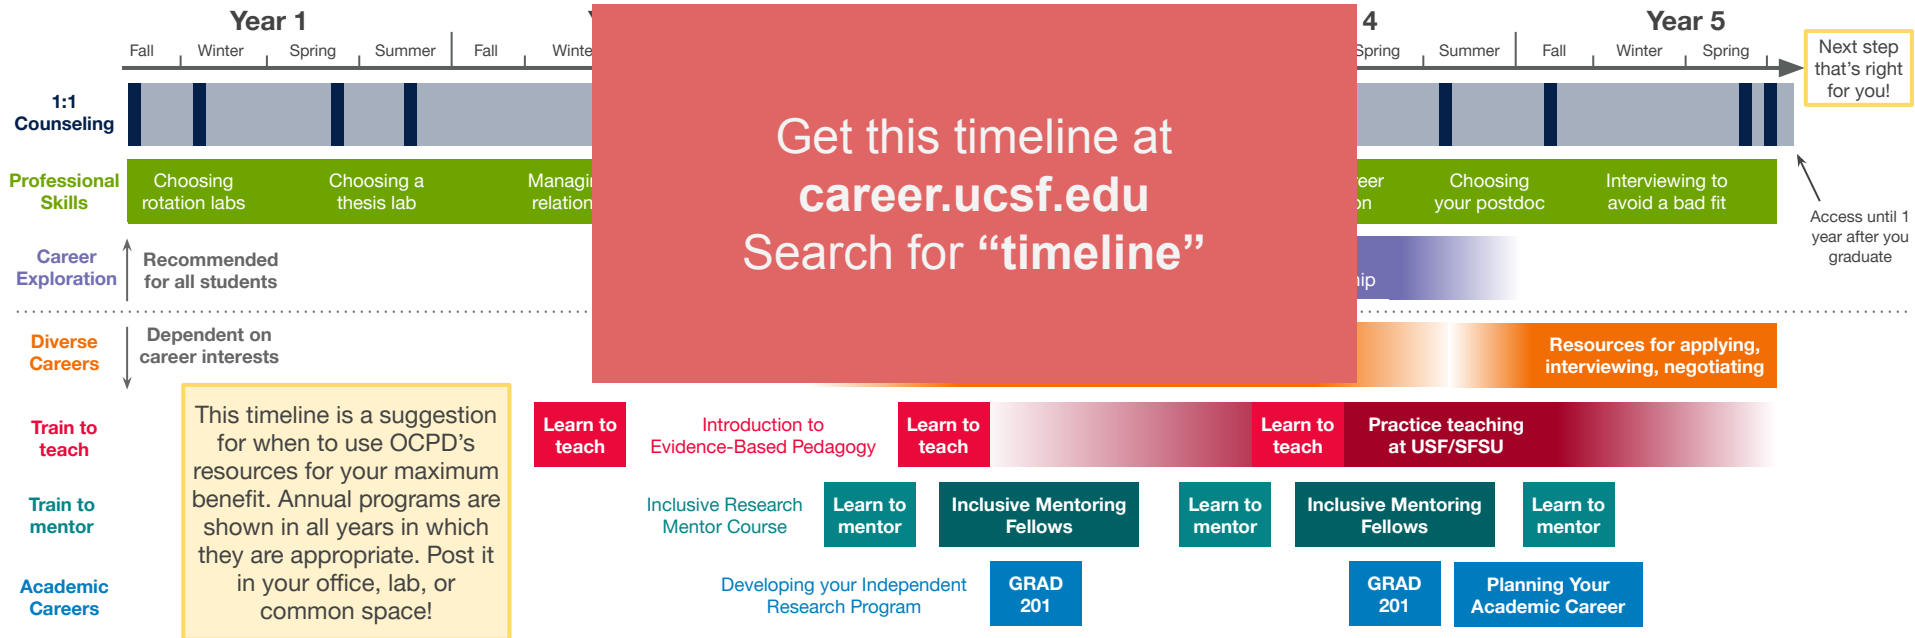 Year 1
4
Year 5
Fall
Winter
Spring
Summer
Fall
Spring
Summer
Fall
Winter
Spring
Next step
that's right
for you!
1:1
Counseling
Get this timeline at
career.ucsf.edu
Search for “timeline”
Professional
Skills
Choosing
rotation labs
Choosing a
thesis lab
Choosing
your postdoc
Interviewing to
avoid a bad fit
Access until 1
year after you
graduate
Career
Exploration
Recommended
for all students
Diverse
Careers
Dependent on
career interests
Resources for applying,
interviewing, negotiating
This timeline is a suggestion
for when to use OCPD's
resources for your maximum
benefit. Annual programs are
shown in all years in which
they are appropriate. Post it
in your office, lab, or
common space!
Train to
teach
Learn to
teach
Introduction to
Evidence-Based Pedagogy
Learn to
teach
Learn to
teach
Practice teaching
at USF/SFSU
Train to
mentor
Inclusive Research
Mentor Course
Learn to
mentor
Inclusive Mentoring
Fellows
Learn to
mentor
Inclusive Mentoring
Fellows
Learn to
mentor
Academic
Careers
Developing your Independent
Research Program
GRAD
201
GRAD
201
Planning Your
Academic Career